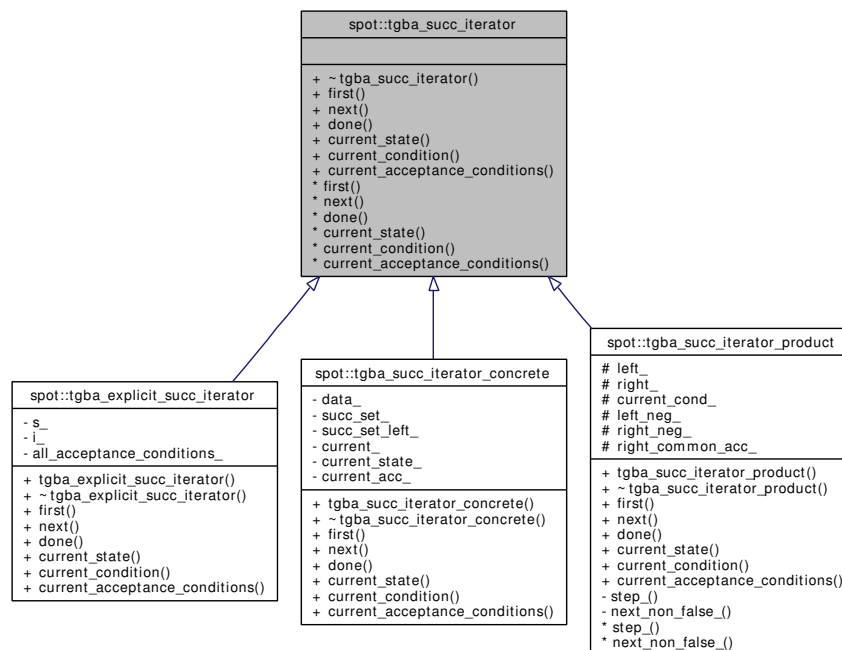 spot::tgba_succ_iterator
+ ~tgba_succ_iterator()
+ first()
+ next()
+ done()
+ current_state()
+ current_condition()
+ current_acceptance_conditions()
* first()
* next()
* done()
* current_state()
* current_condition()
* current_acceptance_conditions()
spot::tgba_explicit_succ_iterator
- s_
- i_
- all_acceptance_conditions_
+ tgba_explicit_succ_iterator()
+ ~tgba_explicit_succ_iterator()
+ first()
+ next()
+ done()
+ current_state()
+ current_condition()
+ current_acceptance_conditions()
spot::tgba_succ_iterator_concrete
- data_
- succ_set_
- succ_set_left_
- current_
- current_state_
- current_acc_
+ tgba_succ_iterator_concrete()
+ ~tgba_succ_iterator_concrete()
+ first()
+ next()
+ done()
+ current_state()
+ current_condition()
+ current_acceptance_conditions()
spot::tgba_succ_iterator_product
# left_
# right_
# current_cond_
# left_neg_
# right_neg_
# right_common_acc_
+ tgba_succ_iterator_product()
+ ~tgba_succ_iterator_product()
+ first()
+ next()
+ done()
+ current_state()
+ current_condition()
+ current_acceptance_conditions()
- step_()
- next_non_false_()
* step_()
* next_non_false_()